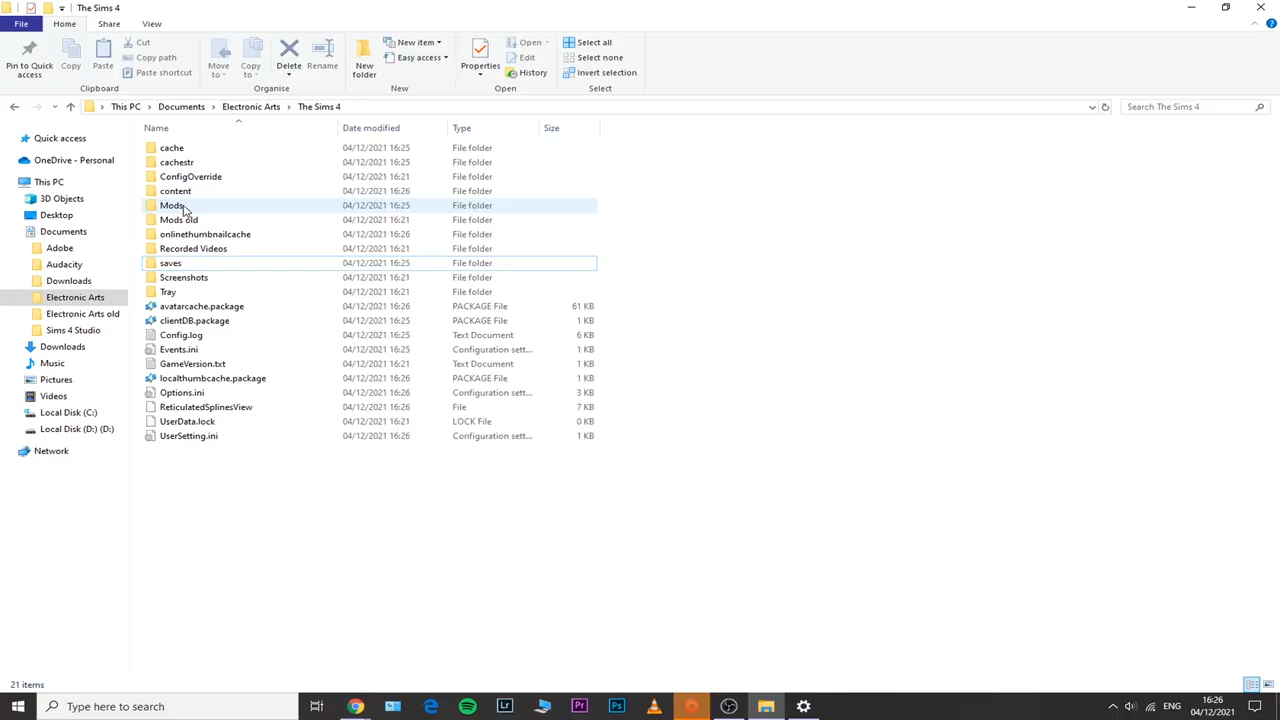 The Sims 4
File Home Share View
Pin to Quick access
Copy
Paste
Cut
Copy path
Paste shortcut
Clipboard
Move to
Copy to
Delete
Rename
Organise
New folder
New item
Easy access
New
Properties
Open
Edit
History
Open
Select all
Select none
Invert selection
Select
This PC > Documents > Electronic Arts > The Sims 4
Search The Sims 4
Quick access
OneDrive - Personal
This PC
3D Objects
Desktop
Documents
Adobe
Audacity
Downloads
Electronic Arts
Electronic Arts old
Sims 4 Studio
Downloads
Music
Pictures
Videos
Local Disk (C:)
Local Disk (D:) (D:)
Network
Name Date modified Type Size
cache 04/12/2021 16:25 File folder
cachestr 04/12/2021 16:25 File folder
ConfigOverride 04/12/2021 16:25 File folder
content 04/12/2021 16:26 File folder
Mods 04/12/2021 16:25 File folder
Mods old 04/12/2021 16:21 File folder
onlinethumbnailcache 04/12/2021 16:26 File folder
Recorded Videos 04/12/2021 16:21 File folder
saves 04/12/2021 16:25 File folder
Screenshots 04/12/2021 16:21 File folder
Tray 04/12/2021 16:21 File folder
avatarcache.package 04/12/2021 16:26 PACKAGE File 61 KB
clientDB.package 04/12/2021 16:25 PACKAGE File 1 KB
Config.log 04/12/2021 16:25 Text Document 6 KB
Events.ini 04/12/2021 16:25 Configuration sett... 1 KB
GameVersion.txt 04/12/2021 16:21 Text Document 1 KB
localthumbcache.package 04/12/2021 16:26 PACKAGE File 1 KB
Options.ini 04/12/2021 16:26 Configuration sett... 3 KB
ReticulatedSplinesView 04/12/2021 16:26 File 7 KB
UserData.lock 04/12/2021 16:21 LOCK File 0 KB
UserSetting.ini 04/12/2021 16:26 Configuration sett... 1 KB
21 items
Type here to search
Lr
Pr
Ps
ENG
16:26
04/12/2021